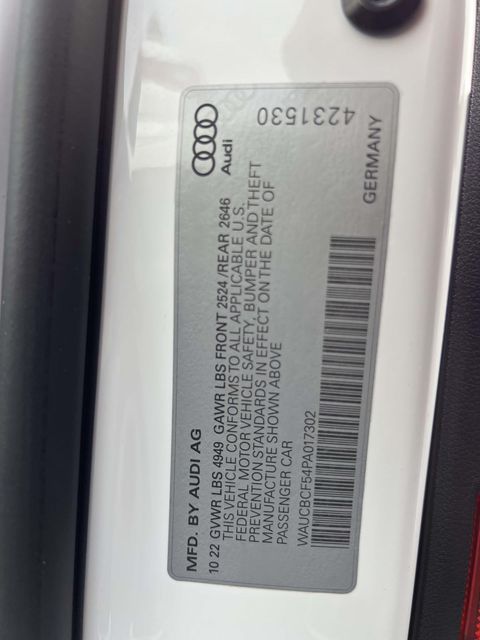 MFD. BY AUDI AG
10 22 GVWR LBS 4949 GAWR LBS FRONT 2524 /REAR 2646
THIS VEHICLE CONFORMS TO ALL APPLICABLE U.S.
FEDERAL MOTOR VEHICLE SAFETY, BUMPER AND THEFT
PREVENTION STANDARDS IN EFFECT ON THE DATE OF
MANUFACTURE SHOWN ABOVE
PASSENGER CAR
WAUCBCF54PA017302
Audi
4231530
GERMANY